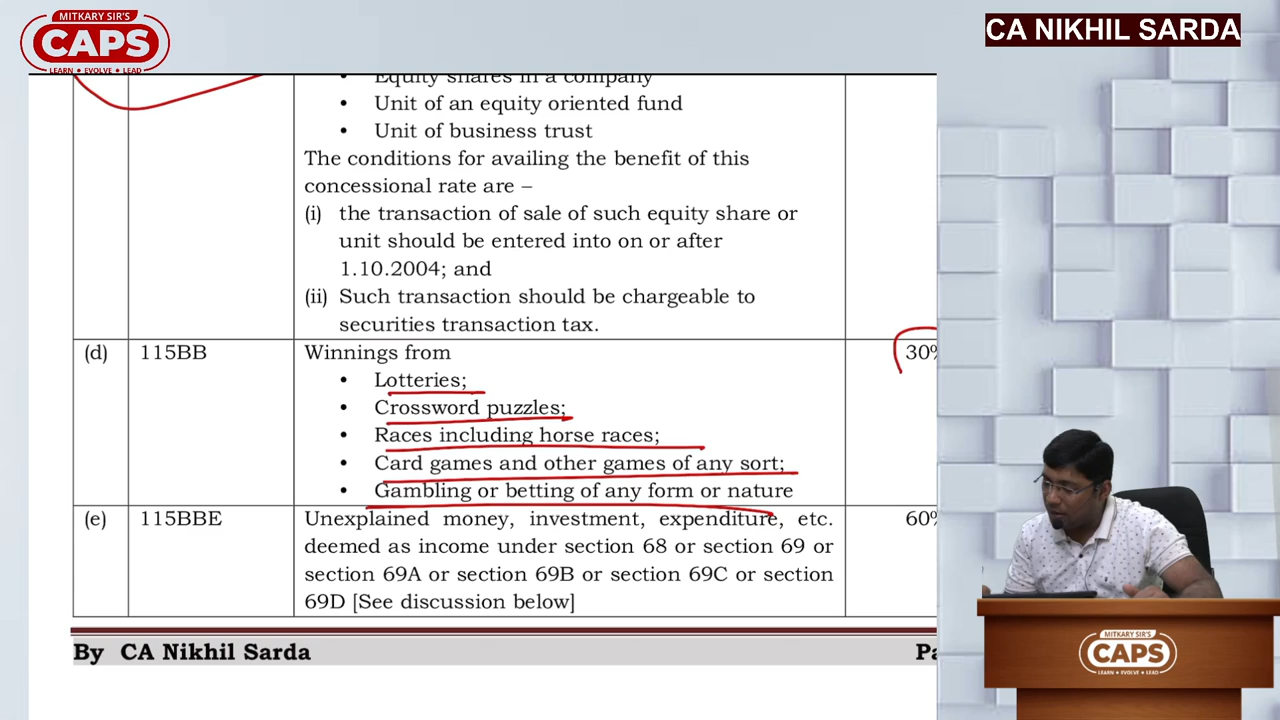 MITKARY SIR'S
CAPS
LEARN • EVOLVE • LEAD
CA NIKHIL SARDA
• Equity shares in a company
• Unit of an equity oriented fund
• Unit of business trust
The conditions for availing the benefit of this
concessional rate are –
(i) the transaction of sale of such equity share or
unit should be entered into on or after
1.10.2004; and
(ii) Such transaction should be chargeable to
securities transaction tax.
(d) 115BB Winnings from 30%
• Lotteries;
• Crossword puzzles;
• Races including horse races;
• Card games and other games of any sort;
• Gambling or betting of any form or nature
(e) 115BBE Unexplained money, investment, expenditure, etc. 60%
deemed as income under section 68 or section 69 or
section 69A or section 69B or section 69C or section
69D [See discussion below]
By CA Nikhil Sarda Pa
MITKARY SIR'S
CAPS
LEARN • EVOLVE • LEAD